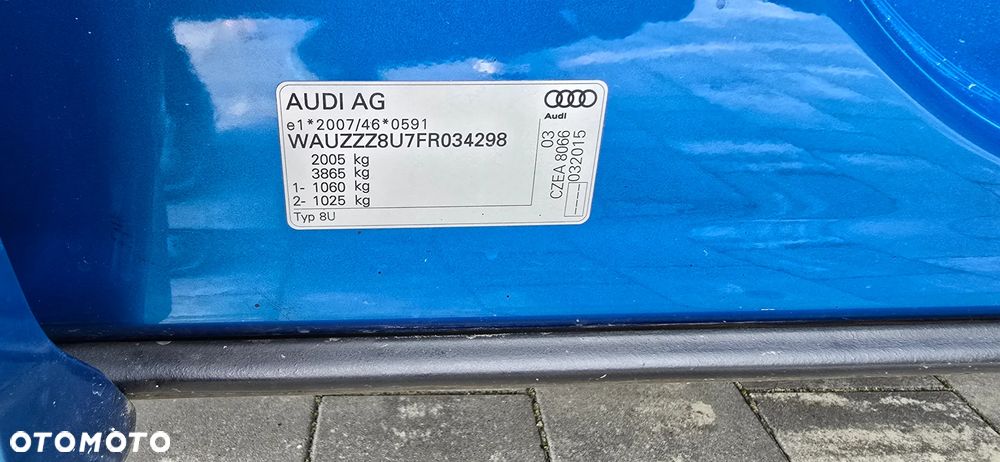 AUDI AG
Audi
e1*2007/46*0591
WAUZZZ8U7FR034298
2005 kg
3865 kg
1- 1060 kg
2- 1025 kg
Typ 8U
03
CZEA 8066
----032015
OTOMOTO